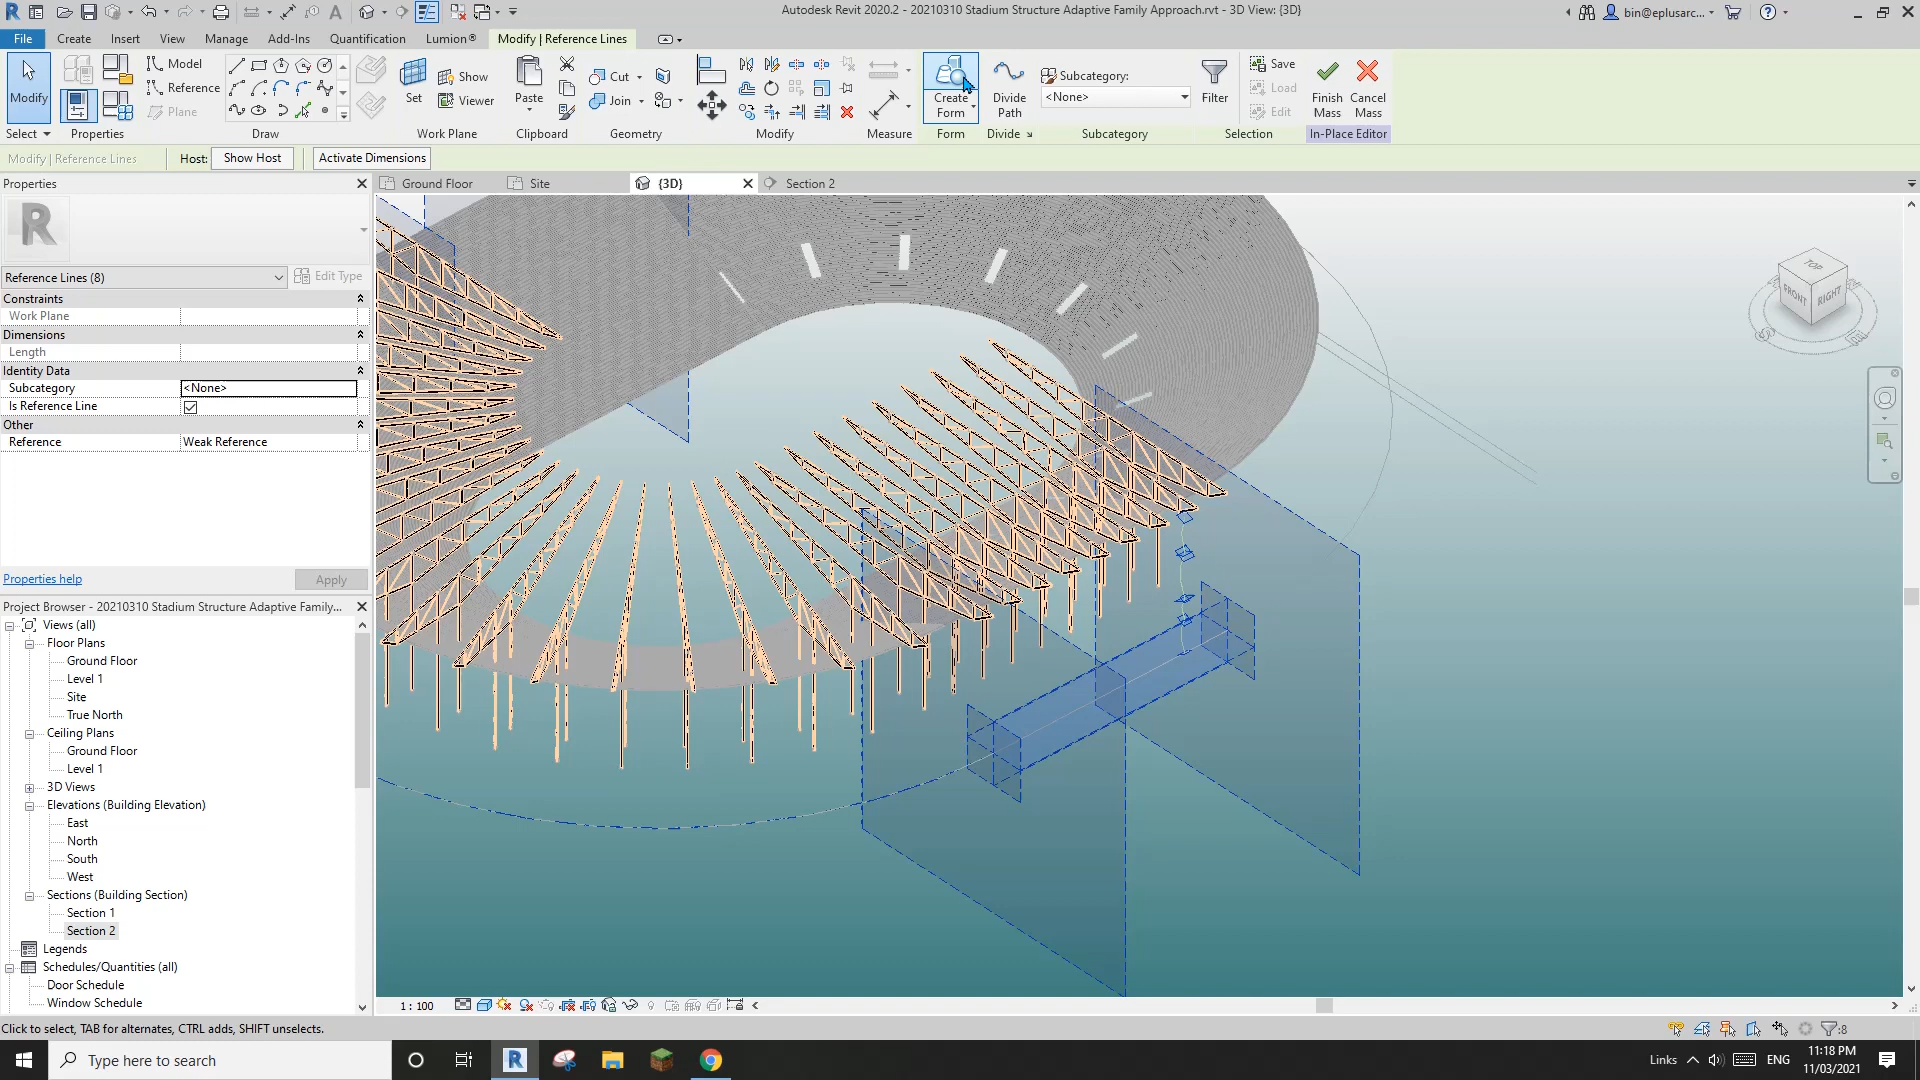 Autodesk Revit 2020.2 - 20210310 Stadium Structure Adaptive Family Approach.rvt - 3D View: {3D}
bin@eplusarc...
File Create Insert View Manage Add-Ins Quantification Lumion® Modify | Reference Lines
Modify
Model
Reference
Plane
Set
Show
Viewer
Paste
Cut
Join
Create Form
Divide Path
Subcategory:
<None>
Filter
Save
Load
Edit
Finish Mass
Cancel Mass
Select Properties Draw Work Plane Clipboard Geometry Modify Measure Form Divide Subcategory Selection In-Place Editor
Modify | Reference Lines Host: Show Host Activate Dimensions
Properties
Ground Floor Site {3D} Section 2
R
Reference Lines (8) Edit Type
Constraints
Work Plane
Dimensions
Length
Identity Data
Subcategory <None>
Is Reference Line
Other
Reference Weak Reference
Properties help Apply
Project Browser - 20210310 Stadium Structure Adaptive Family...
Views (all)
Floor Plans
Ground Floor
Level 1
Site
True North
Ceiling Plans
Ground Floor
Level 1
3D Views
Elevations (Building Elevation)
East
North
South
West
Sections (Building Section)
Section 1
Section 2
Legends
Schedules/Quantities (all)
Door Schedule
Window Schedule
TOP
FRONT
RIGHT
1 : 100
Click to select, TAB for alternates, CTRL adds, SHIFT unselects.
:8
Type here to search
Links
ENG
11:18 PM
11/03/2021